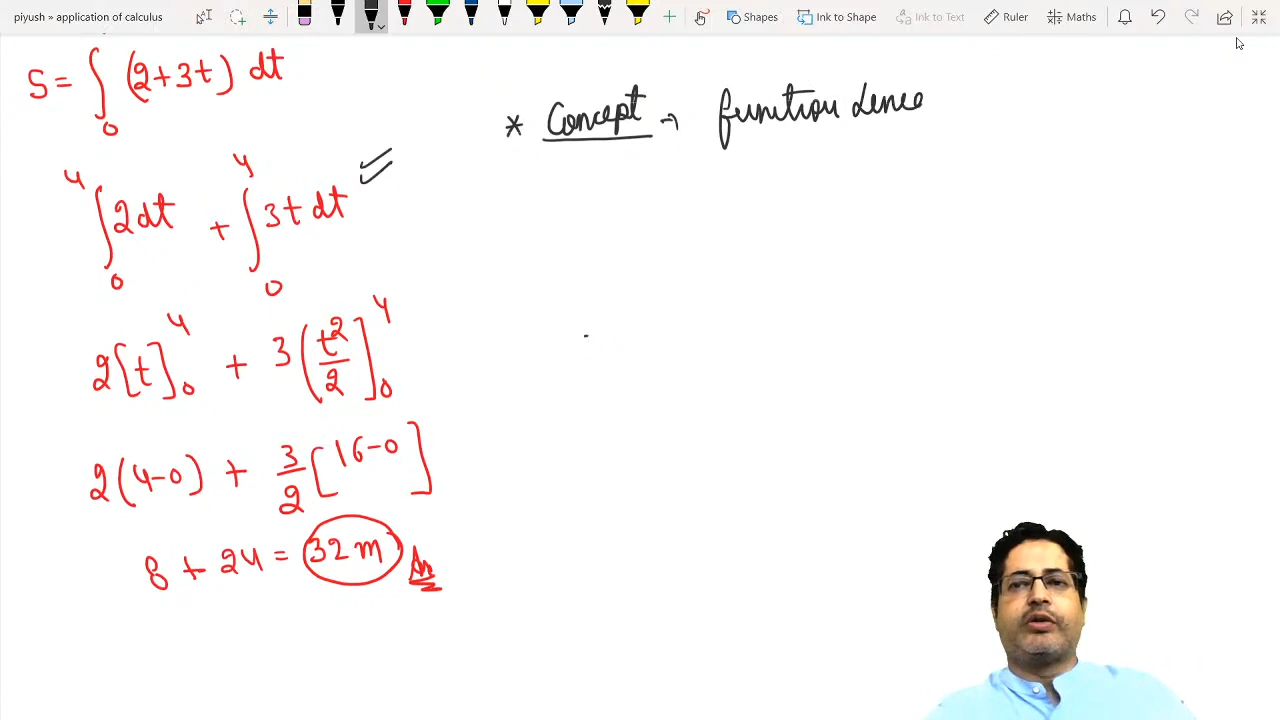 piyush » application of calculus
Shapes Ink to Shape Ink to Text Ruler Maths
S = ∫₀ (2+3t) dt
∫₀⁴ 2dt + ∫₀⁴ 3t dt
2[t]₀⁴ + 3(t²/2]₀⁴
2(4-0) + 3/2 [16-0]
8 + 24 = 32 m Ans
* Concept → function